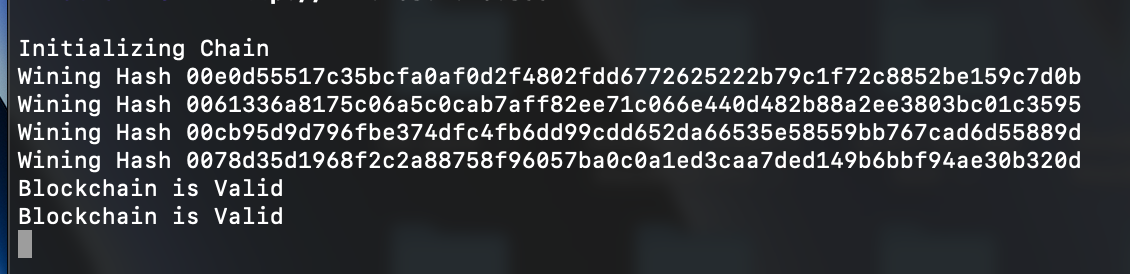 Initializing Chain
Wining Hash 00e0d55517c35bcfa0af0d2f4802fdd6772625222b79c1f72c8852be159c7d0b
Wining Hash 0061336a8175c06a5c0cab7aff82ee71c066e440d482b88a2ee3803bc01c3595
Wining Hash 00cb95d9d796fbe374dfc4fb6dd99cdd652da66535e58559bb767cad6d55889d
Wining Hash 0078d35d1968f2c2a88758f96057ba0c0a1ed3caa7ded149b6bbf94ae30b320d
Blockchain is Valid
Blockchain is Valid